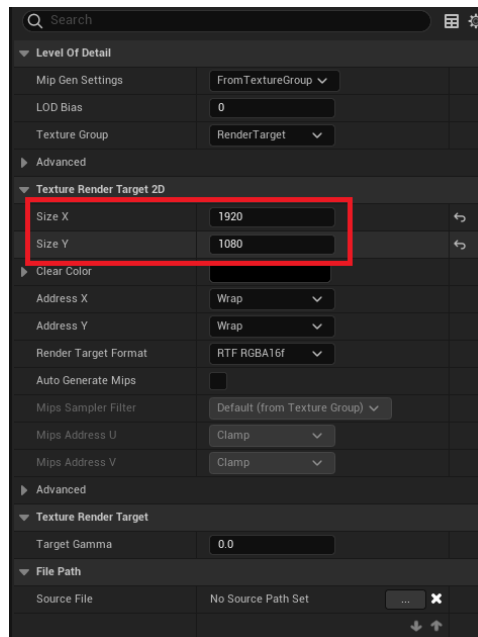 Search
Level Of Detail
Mip Gen Settings FromTextureGroup
LOD Bias 0
Texture Group RenderTarget
Advanced
Texture Render Target 2D
Size X 1920
Size Y 1080
Clear Color
Address X Wrap
Address Y Wrap
Render Target Format RTF RGBA16f
Auto Generate Mips
Mips Sampler Filter Default (from Texture Group)
Mips Address U Clamp
Mips Address V Clamp
Advanced
Texture Render Target
Target Gamma 0.0
File Path
Source File No Source Path Set ...